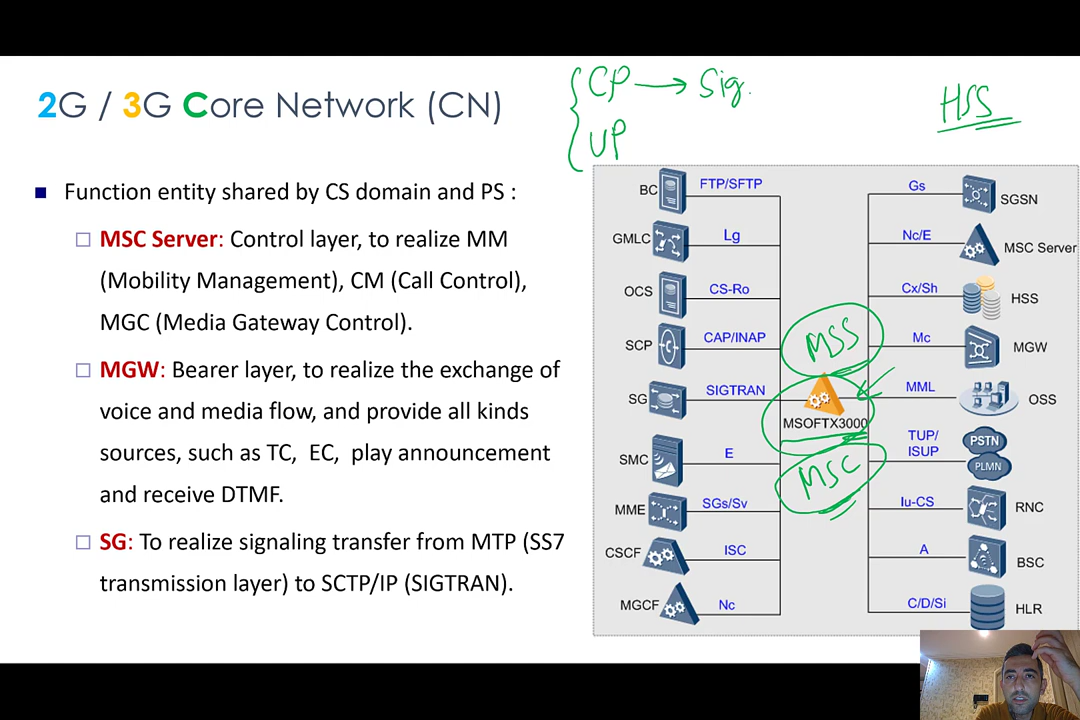 2G / 3G Core Network (CN)
CP → Sig.
UP
HSS
■ Function entity shared by CS domain and PS :
□ MSC Server: Control layer, to realize MM
(Mobility Management), CM (Call Control),
MGC (Media Gateway Control).
□ MGW: Bearer layer, to realize the exchange of
voice and media flow, and provide all kinds
sources, such as TC, EC, play announcement
and receive DTMF.
□ SG: To realize signaling transfer from MTP (SS7
transmission layer) to SCTP/IP (SIGTRAN).
BC FTP/SFTP
GMLC Lg
OCS CS-Ro
SCP CAP/INAP
SG SIGTRAN
SMC E
MME SGs/Sv
CSCF ISC
MGCF Nc
MSS
MSOFTX3000
MSC
Gs SGSN
Nc/E MSC Server
Cx/Sh HSS
Mc MGW
MML OSS
TUP/
ISUP
PSTN
PLMN
Iu-CS RNC
A BSC
C/D/Si HLR